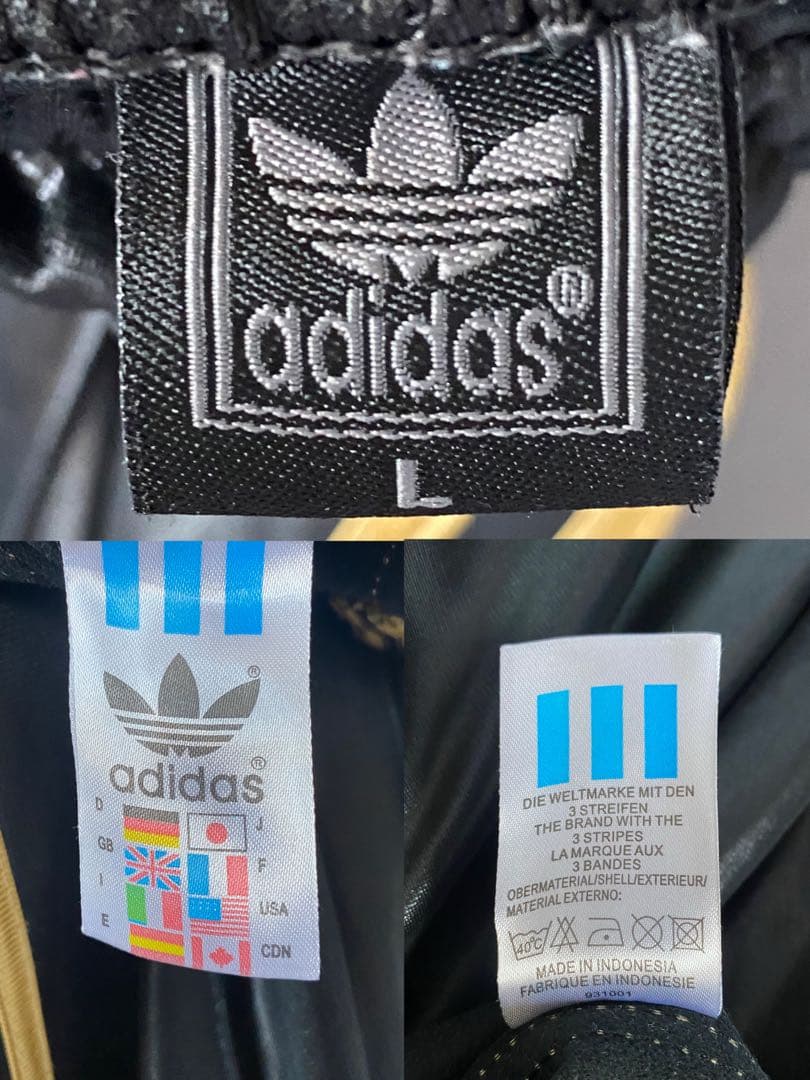 adidas®
L
®
adidas®
D J
GB F
I USA
E CDN
DIE WELTMARKE MIT DEN
3 STREIFEN
THE BRAND WITH THE
3 STRIPES
LA MARQUE AUX
3 BANDES
OBERMATERIAL/SHELL/EXTERIEUR/
MATERIAL EXTERNO:
40°C
MADE IN INDONESIA
FABRIQUE EN INDONESIE
931001